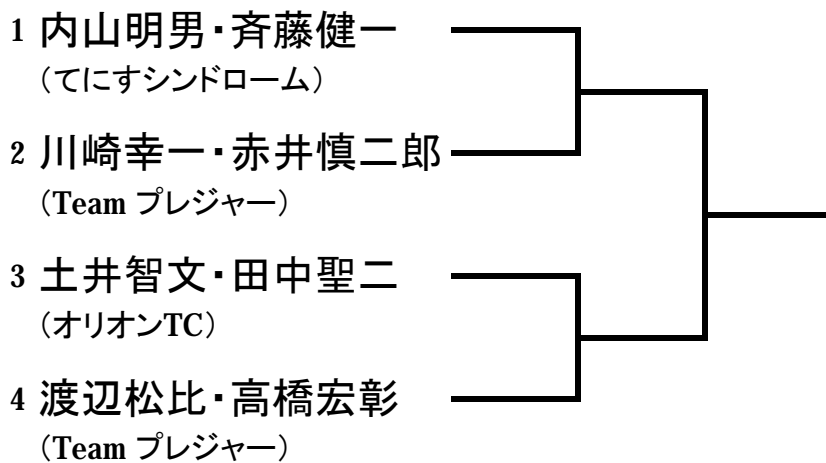 1 内山明男・斉藤健一
（てにすシンドローム）
2 川崎幸一・赤井慎二郎
（Team プレジャー）
3 土井智文・田中聖二
（オリオンTC）
4 渡辺松比・高橋宏彰
（Team プレジャー）